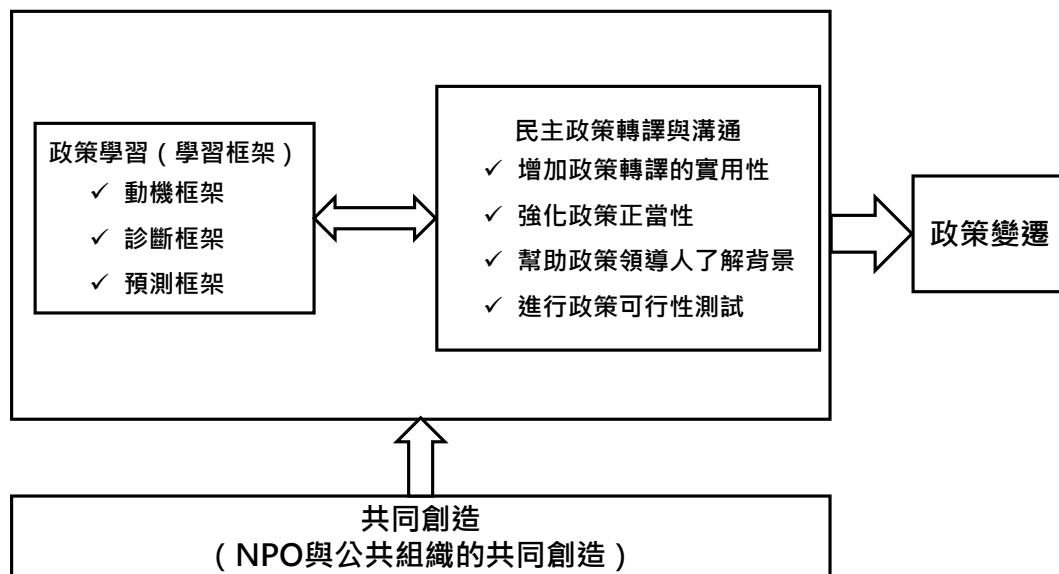 政策學習（學習框架）
✓ 動機框架
✓ 診斷框架
✓ 預測框架
民主政策轉譯與溝通
✓ 增加政策轉譯的實用性
✓ 強化政策正當性
✓ 幫助政策領導人了解背景
✓ 進行政策可行性測試
政策變遷
共同創造
（NPO與公共組織的共同創造）